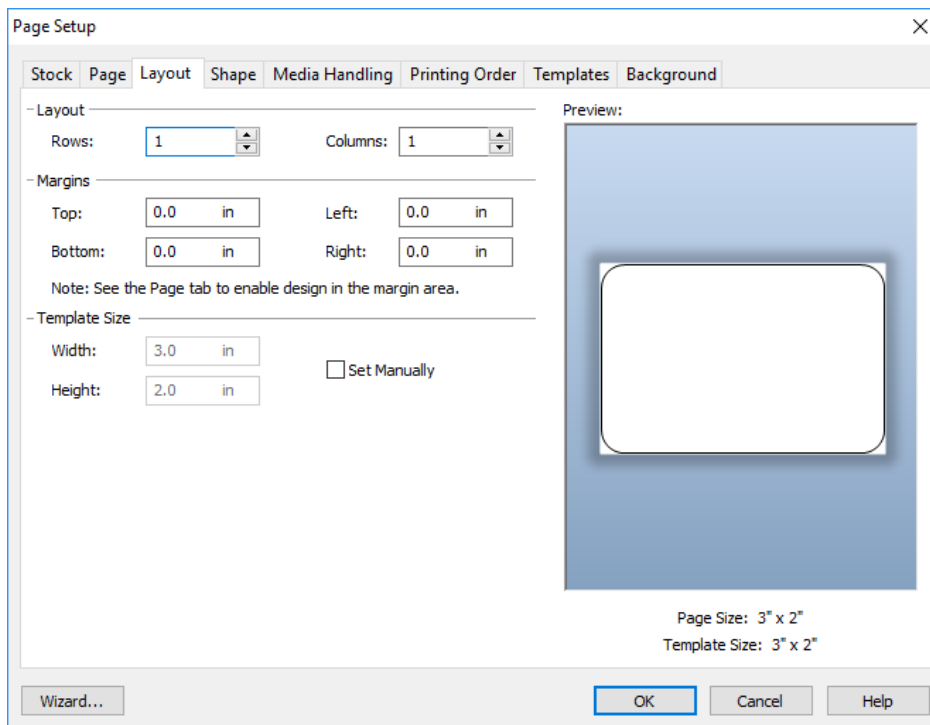 Page Setup
Stock Page Layout Shape Media Handling Printing Order Templates Background
Layout
Rows: 1 Columns: 1
Margins
Top: 0.0 in Left: 0.0 in
Bottom: 0.0 in Right: 0.0 in
Note: See the Page tab to enable design in the margin area.
Template Size
Width: 3.0 in
Set Manually
Height: 2.0 in
Preview:
Page Size: 3" x 2"
Template Size: 3" x 2"
Wizard... OK Cancel Help